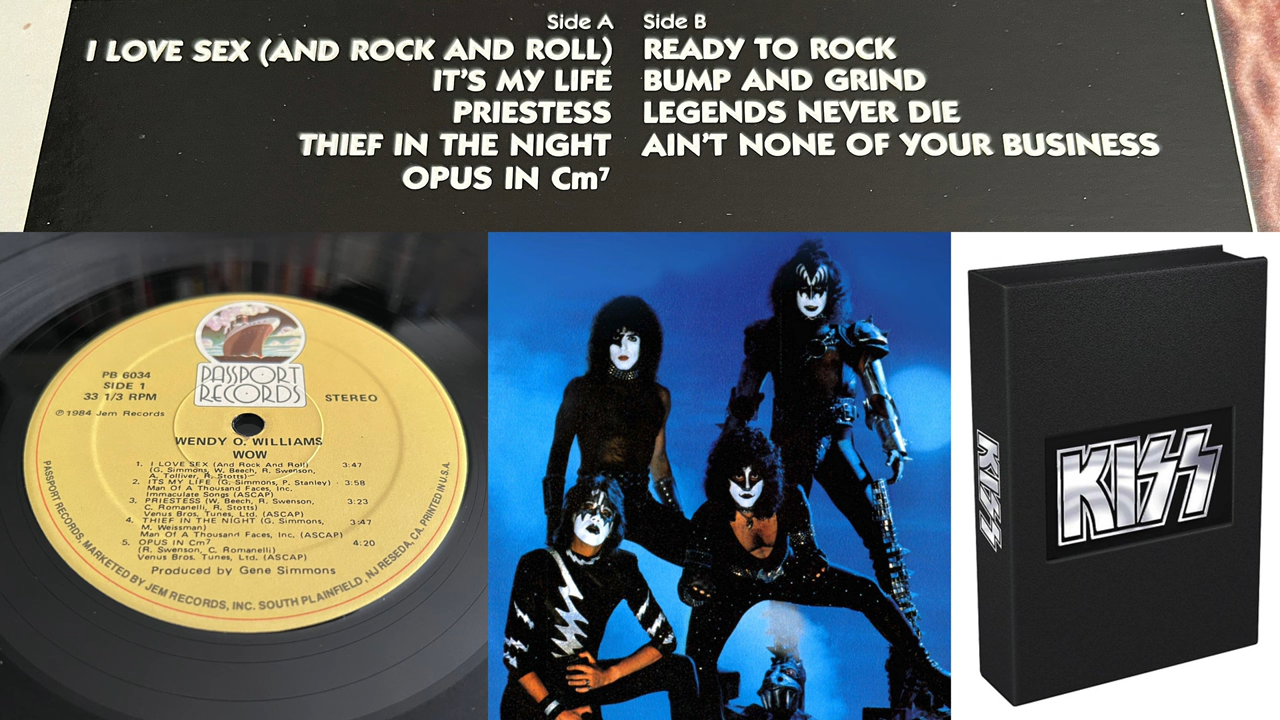 Side A
I LOVE SEX (AND ROCK AND ROLL)
IT'S MY LIFE
PRIESTESS
THIEF IN THE NIGHT
OPUS IN Cm⁷
Side B
READY TO ROCK
BUMP AND GRIND
LEGENDS NEVER DIE
AIN'T NONE OF YOUR BUSINESS
PASSPORT
RECORDS
PB 6034
SIDE 1
33 1/3 RPM
STEREO
℗ 1984 Jem Records
WENDY O. WILLIAMS
WOW
1. I LOVE SEX (And Rock And Roll) 3:47
(G. Simmons, W. Beech, R. Swenson,
A. Tolliver, R. Stotts)
2. ITS MY LIFE (G. Simmons, P. Stanley) 3:58
Man Of A Thousand Faces, Inc.
Immaculate Songs (ASCAP)
3. PRIESTESS (W. Beech, R. Swenson, 3:23
C. Romanelli, R. Stotts)
Venus Bros. Tunes, Ltd. (ASCAP)
4. THIEF IN THE NIGHT (G. Simmons, 3:47
M. Weissman)
Man Of A Thousand Faces, Inc. (ASCAP)
5. OPUS IN Cm⁷ 4:20
(R. Swenson, C. Romanelli)
Venus Bros. Tunes, Ltd. (ASCAP)
Produced by Gene Simmons
PASSPORT RECORDS, MARKETED BY JEM RECORDS, INC. SOUTH PLAINFIELD, NJ RESEDA, CA. PRINTED IN U.S.A.
KISS
KISS